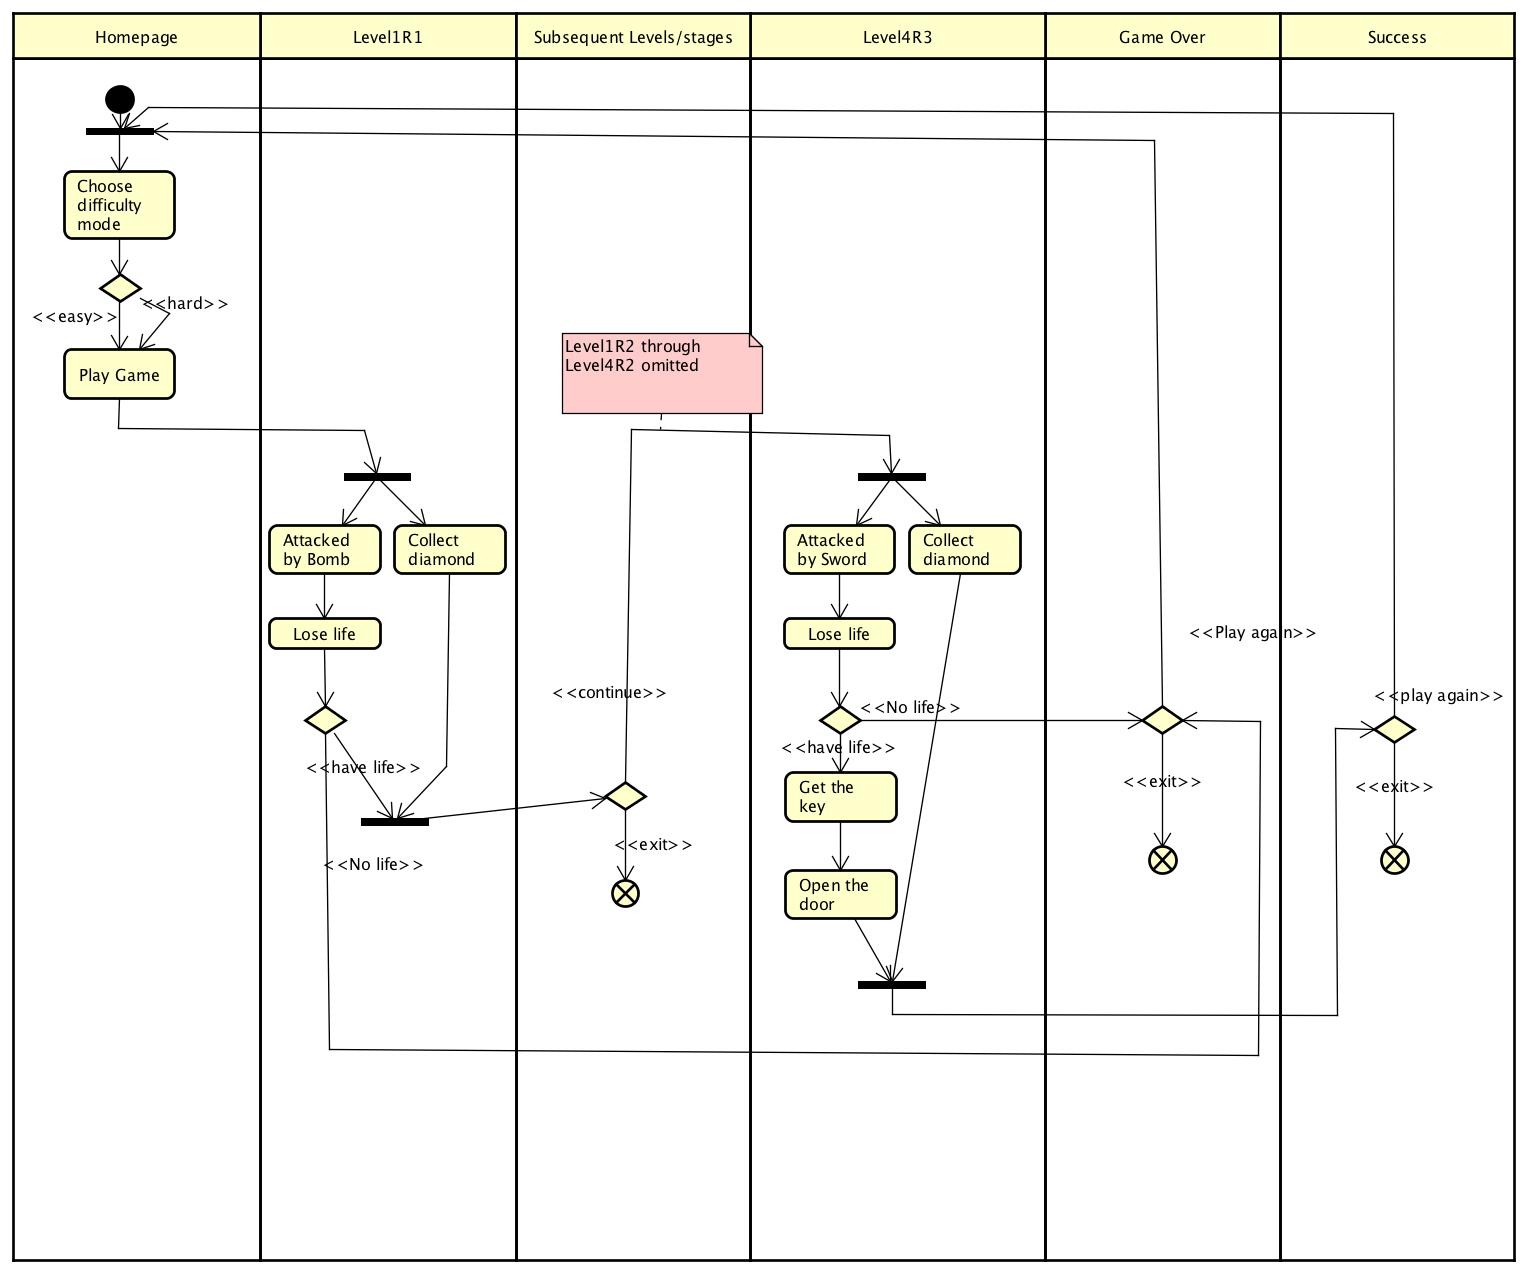 Homepage
Level1R1
Subsequent Levels/stages
Level4R3
Game Over
Success
Choose
difficulty
mode
<<hard>>
<<easy>>
Play Game
Level1R2 through
Level4R2 omitted
Attacked
by Bomb
Collect
diamond
Attacked
by Sword
Collect
diamond
Lose life
Lose life
<<Play again>>
<<continue>>
<<play again>>
<<No life>>
<<have life>>
<<have life>>
<<exit>>
<<exit>>
Get the
key
<<exit>>
<<No life>>
Open the
door